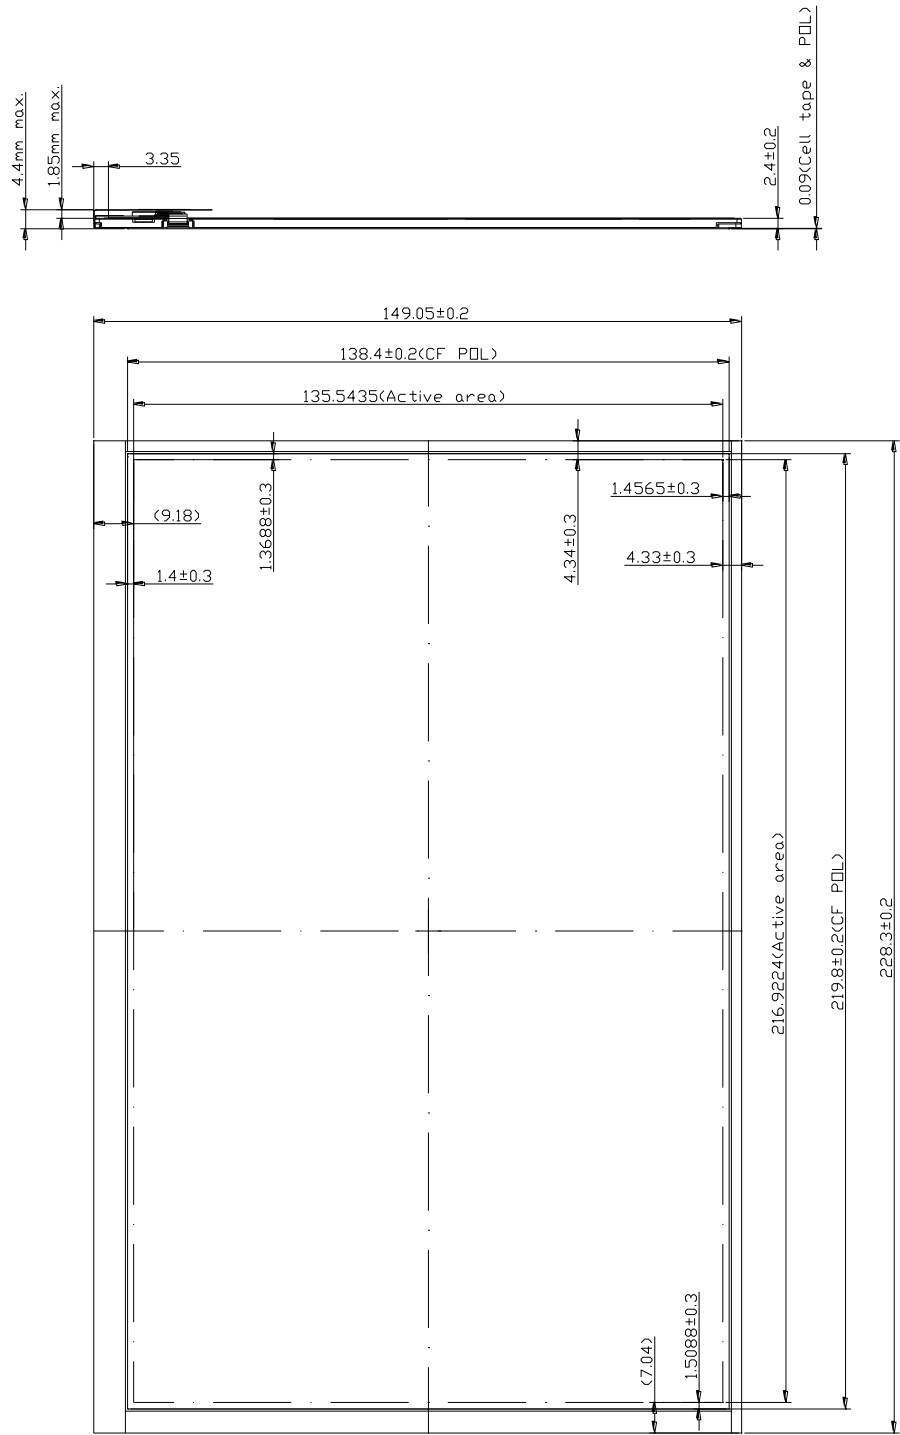 4.4mm max.
1.85mm max.
3.35
2.4±0.2
0.09(Cell tape & POL)
149.05±0.2
138.4±0.2(CF POL)
135.5435(Active area)
(9.18)
1.4±0.3
1.3688±0.3
4.34±0.3
1.4565±0.3
4.33±0.3
216.9224(Active area)
219.8±0.2(CF POL)
228.3±0.2
(7.04)
1.5088±0.3